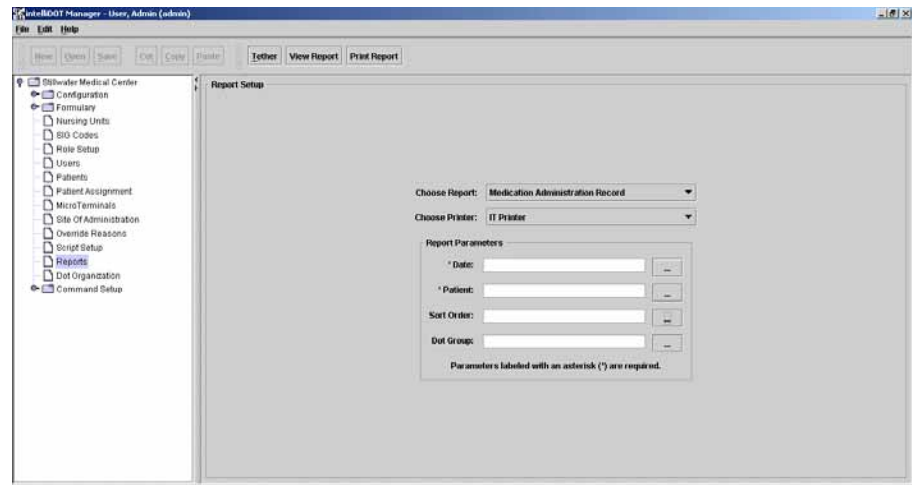 intelliDOT Manager - User, Admin (admin)
File Edit Help
New Open Save Cut Copy Paste Tether View Report Print Report
Stillwater Medical Center
Configuration
Formulary
Nursing Units
SIG Codes
Role Setup
Users
Patients
Patient Assignment
MicroTerminals
Site Of Administration
Override Reasons
Script Setup
Reports
Dot Organization
Command Setup
Report Setup
Choose Report: Medication Administration Record
Choose Printer: IT Printer
Report Parameters
* Date: ...
* Patient: ...
Sort Order: ...
Dot Group: ...
Parameters labeled with an asterisk (*) are required.